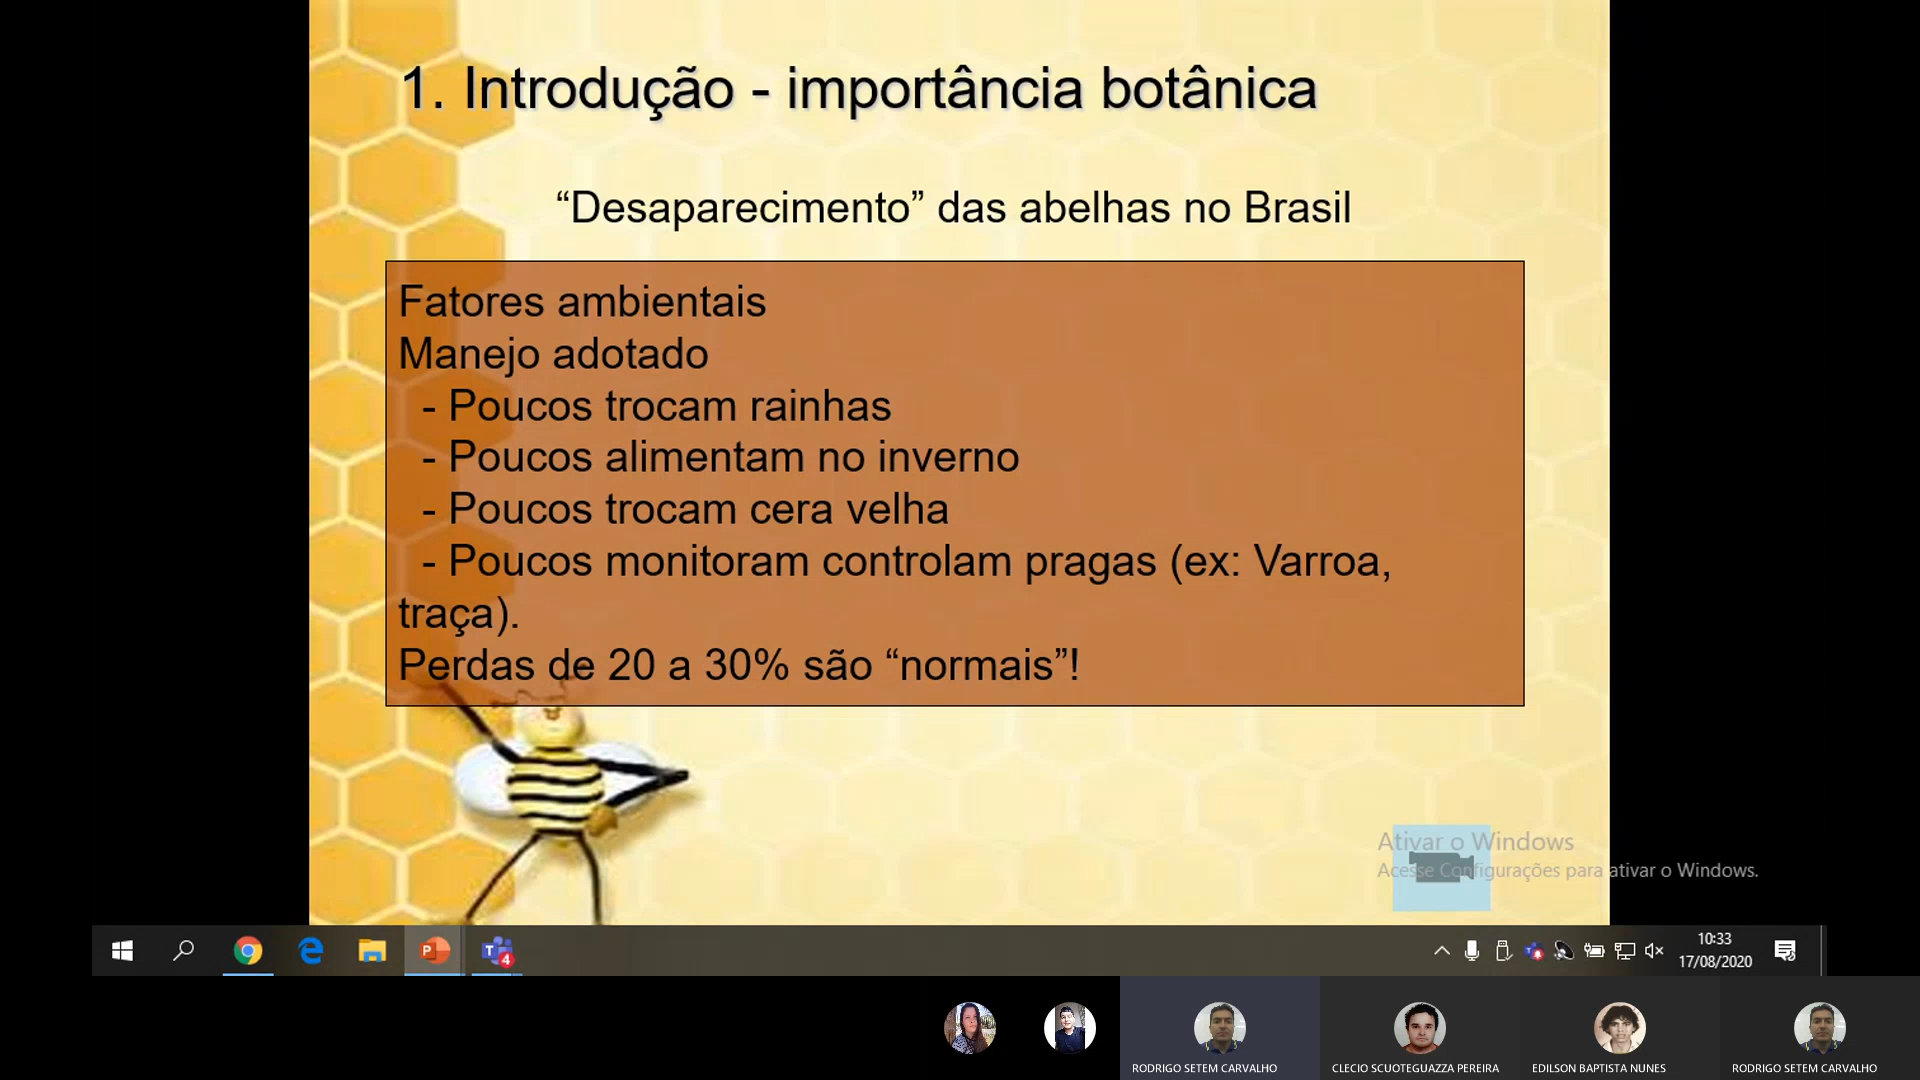 1. Introdução - importância botânica
“Desaparecimento” das abelhas no Brasil
Fatores ambientais
Manejo adotado
- Poucos trocam rainhas
- Poucos alimentam no inverno
- Poucos trocam cera velha
- Poucos monitoram controlam pragas (ex: Varroa,
traça).
Perdas de 20 a 30% são “normais”!
Ativar o Windows
Acesse Configurações para ativar o Windows.
P
T
4
10:33
17/08/2020
RODRIGO SETEM CARVALHO
CLECIO SCUOTEGUAZZA PEREIRA
EDILSON BAPTISTA NUNES
RODRIGO SETEM CARVALHO